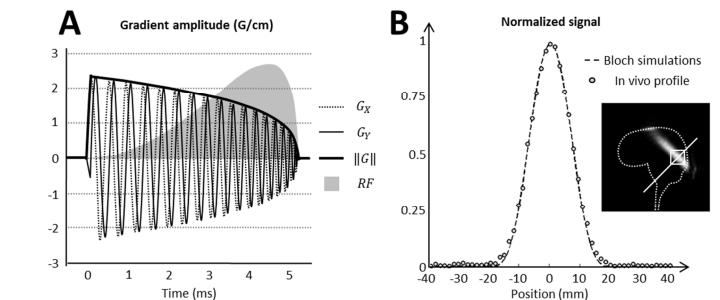 A
Gradient amplitude (G/cm)
3
2
1
0
-1
-2
-3
0 1 2 3 4 5
Time (ms)
G_X
G_Y
‖G‖
RF
B
Normalized signal
1
0.75
0.5
0.25
0
-40 -30 -20 -10 0 10 20 30 40
Position (mm)
Bloch simulations
In vivo profile